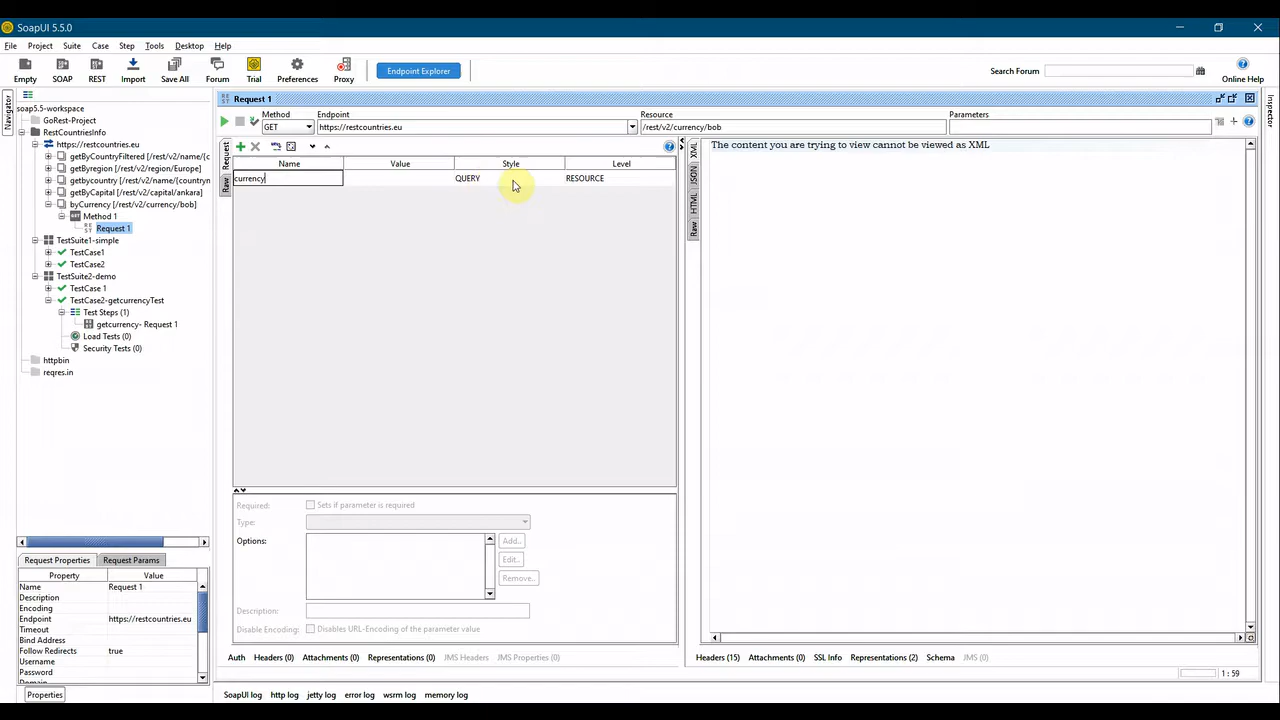 SoapUI 5.5.0
File Project Suite Case Step Tools Desktop Help
Empty SOAP REST Import Save All Forum Trial Preferences Proxy
Endpoint Explorer
Search Forum
Online Help
Navigator
soap5.5-workspace
GoRest-Project
RestCountriesInfo
https://restcountries.eu
getByCountryFiltered [/rest/v2/name/{c
getByregion [/rest/v2/region/Europe]
getbycountry [/rest/v2/name/{countryn
getByCapital [/rest/v2/capital/ankara]
byCurrency [/rest/v2/currency/bob]
GET Method 1
Request 1
TestSuite1-simple
TestCase1
TestCase2
TestSuite2-demo
TestCase 1
TestCase2-getcurrencyTest
Test Steps (1)
getcurrency- Request 1
Load Tests (0)
Security Tests (0)
httpbin
reqres.in
Request Properties Request Params
Property Value
Name Request 1
Description
Encoding
Endpoint https://restcountries.eu
Timeout
Bind Address
Follow Redirects true
Username
Password
Domain
Properties
Request 1
Method Endpoint Resource Parameters
GET https://restcountries.eu /rest/v2/currency/bob
Request
Raw
Name Value Style Level
currency QUERY RESOURCE
Required: Sets if parameter is required
Type:
Options: Add..
Edit..
Remove..
Description:
Disable Encoding: Disables URL-Encoding of the parameter value
Auth Headers (0) Attachments (0) Representations (0) JMS Headers JMS Properties (0)
XML
JSON
HTML
Raw
The content you are trying to view cannot be viewed as XML
Headers (15) Attachments (0) SSL Info Representations (2) Schema JMS (0)
1 : 59
Inspector
SoapUI log http log jetty log error log wsrm log memory log